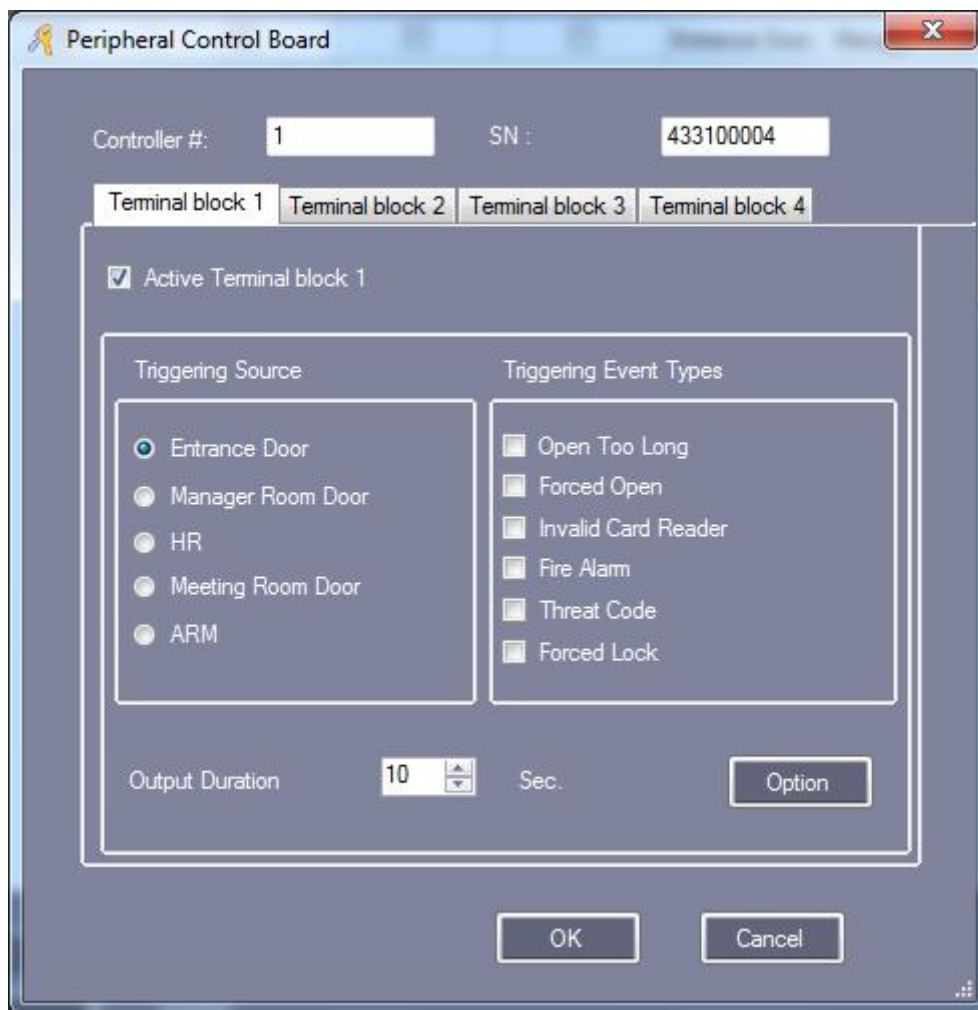 Peripheral Control Board
Controller #: 1 SN : 433100004
Terminal block 1 Terminal block 2 Terminal block 3 Terminal block 4
Active Terminal block 1
Triggering Source Triggering Event Types
Entrance Door Open Too Long
Manager Room Door Forced Open
HR Invalid Card Reader
Meeting Room Door Fire Alarm
ARM Threat Code
Forced Lock
Output Duration 10 Sec. Option
OK Cancel